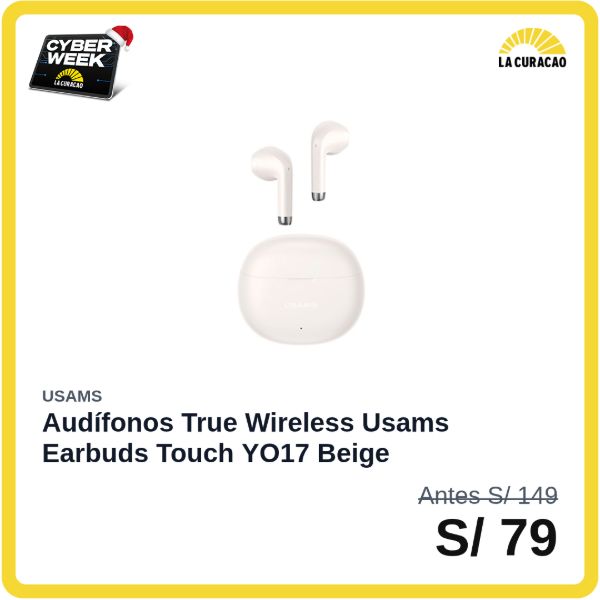 CYBER
WEEK
LA CURACAO
LA CURACAO
USAMS
USAMS
Audífonos True Wireless Usams
Earbuds Touch YO17 Beige
Antes S/ 149
S/ 79